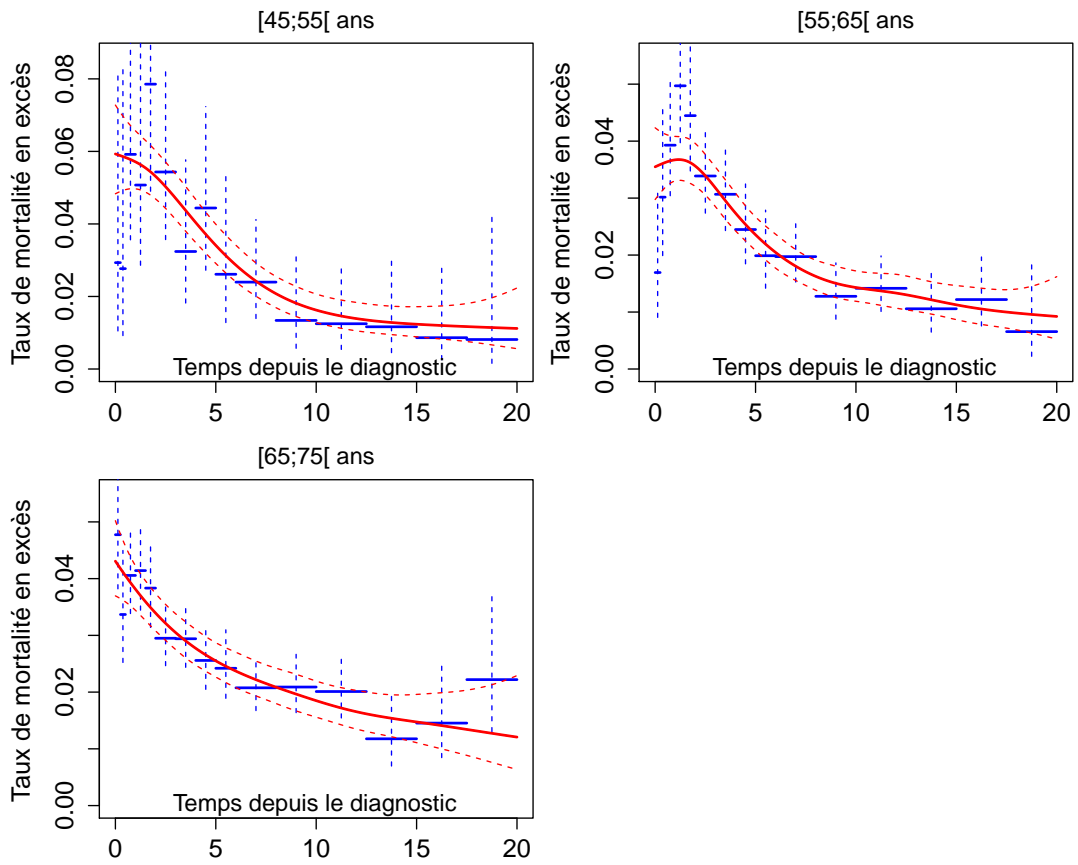 [45;55[ ans
Taux de mortalité en excès
0.00 0.02 0.04 0.06 0.08
Temps depuis le diagnostic
0 5 10 15 20
[55;65[ ans
Taux de mortalité en excès
0.00 0.02 0.04
Temps depuis le diagnostic
0 5 10 15 20
[65;75[ ans
Taux de mortalité en excès
0.00 0.02 0.04
Temps depuis le diagnostic
0 5 10 15 20